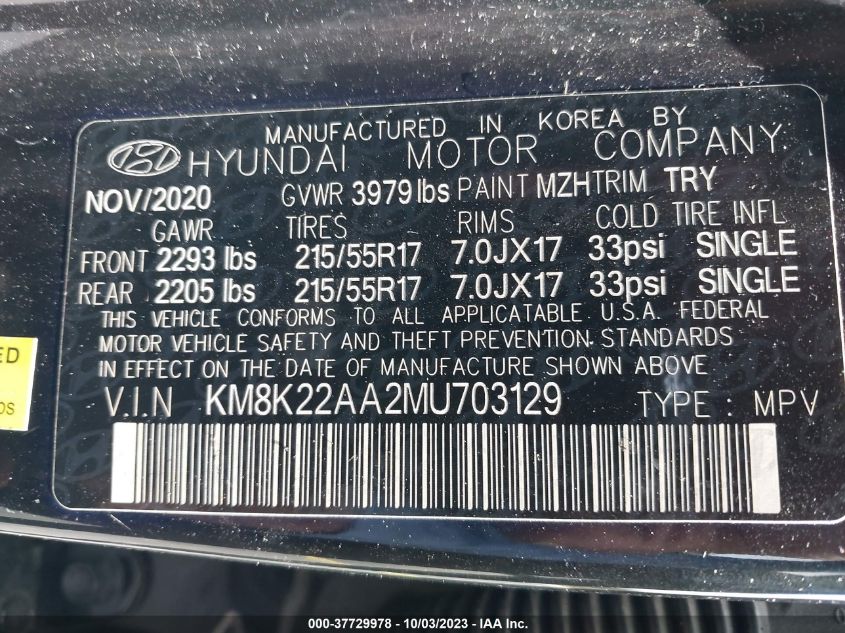 MANUFACTURED IN KOREA BY
HYUNDAI MOTOR COMPANY
NOV/2020 GVWR 3979 lbs PAINT MZH TRIM TRY
GAWR TIRES RIMS COLD TIRE INFL
FRONT 2293 lbs 215/55R17 7.0JX17 33psi SINGLE
REAR 2205 lbs 215/55R17 7.0JX17 33psi SINGLE
THIS VEHICLE CONFORMS TO ALL APPLICATABLE U.S.A. FEDERAL
MOTOR VEHICLE SAFETY AND THEFT PREVENTION STANDARDS
IN EFFECT ON THE DATE OF MANUFACTURE SHOWN ABOVE
V.I.N KM8K22AA2MU703129 TYPE : MPV
000-37729978 - 10/03/2023 - IAA Inc.